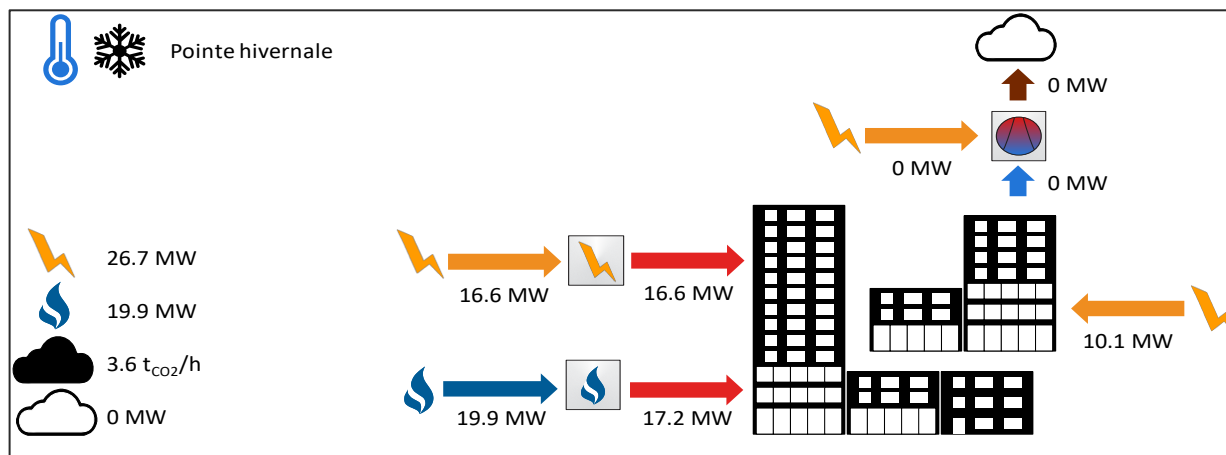 Pointe hivernale
0 MW
0 MW
0 MW
26.7 MW
16.6 MW
16.6 MW
19.9 MW
10.1 MW
3.6 tCO2/h
0 MW
19.9 MW
17.2 MW